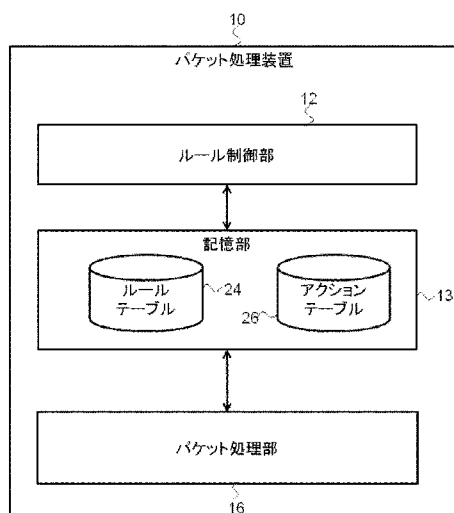 10
パケット処理装置
12
ルール制御部
記憶部
ルール
テーブル
24
アクション
テーブル
26
13
パケット処理部
16